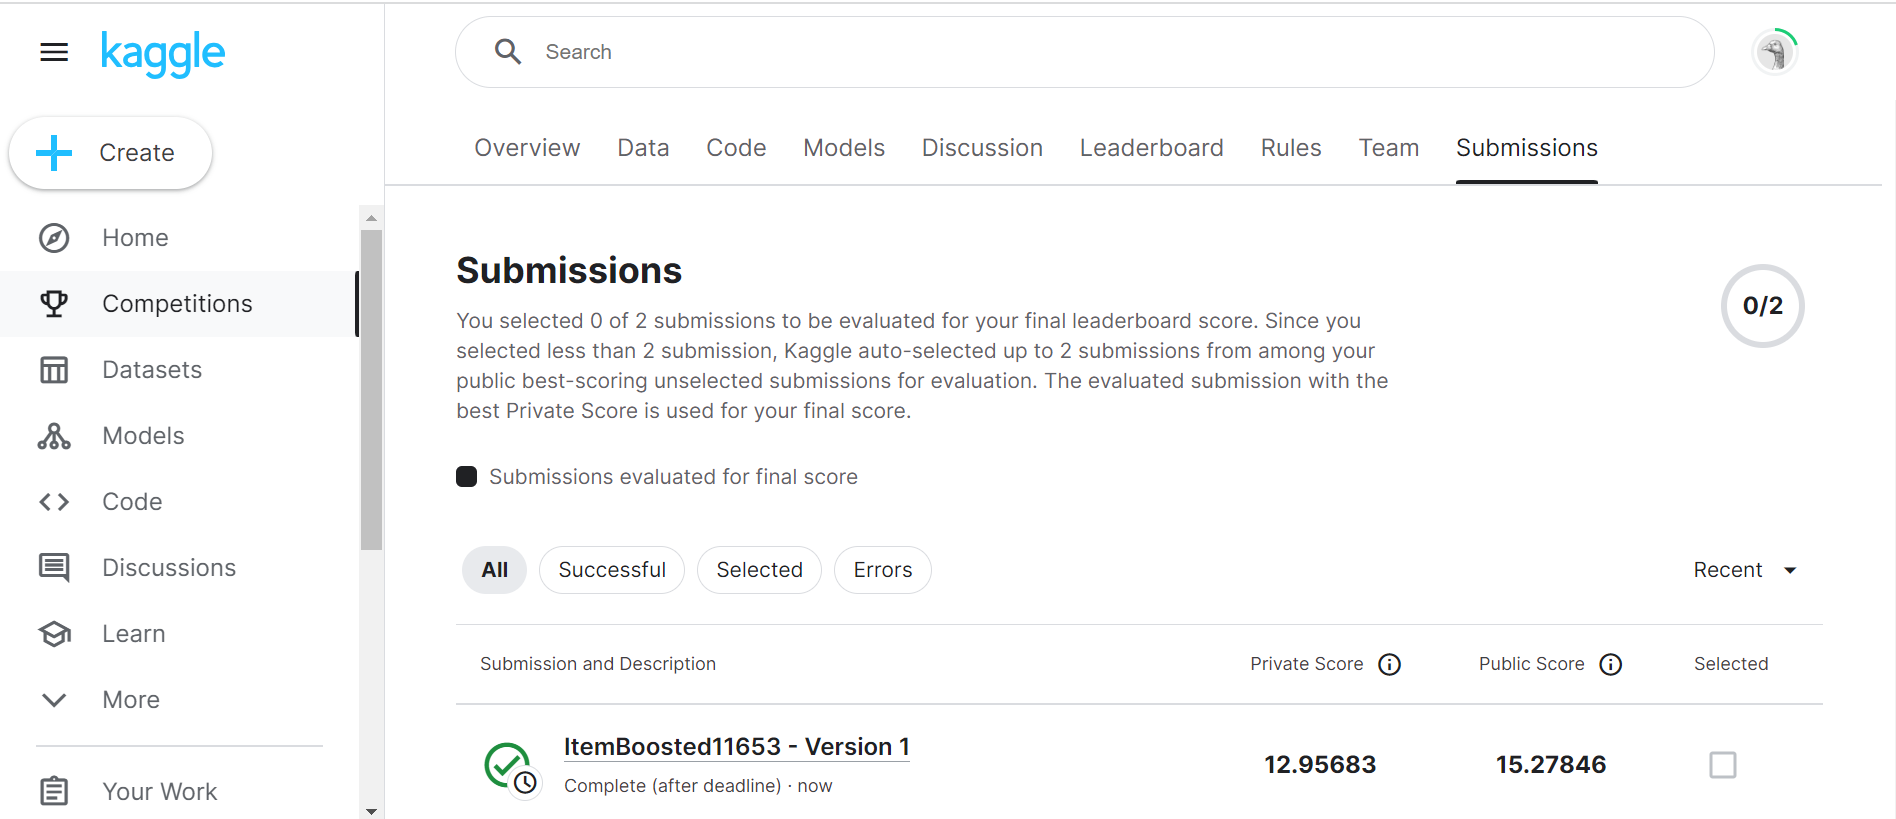 kaggle
Search
Create
Home
Competitions
Datasets
Models
Code
Discussions
Learn
More
Your Work
Overview Data Code Models Discussion Leaderboard Rules Team Submissions
Submissions
You selected 0 of 2 submissions to be evaluated for your final leaderboard score. Since you
selected less than 2 submission, Kaggle auto-selected up to 2 submissions from among your
public best-scoring unselected submissions for evaluation. The evaluated submission with the
best Private Score is used for your final score.
0/2
Submissions evaluated for final score
All Successful Selected Errors Recent
Submission and Description Private Score Public Score Selected
ItemBoosted11653 - Version 1 12.95683 15.27846
Complete (after deadline) · now